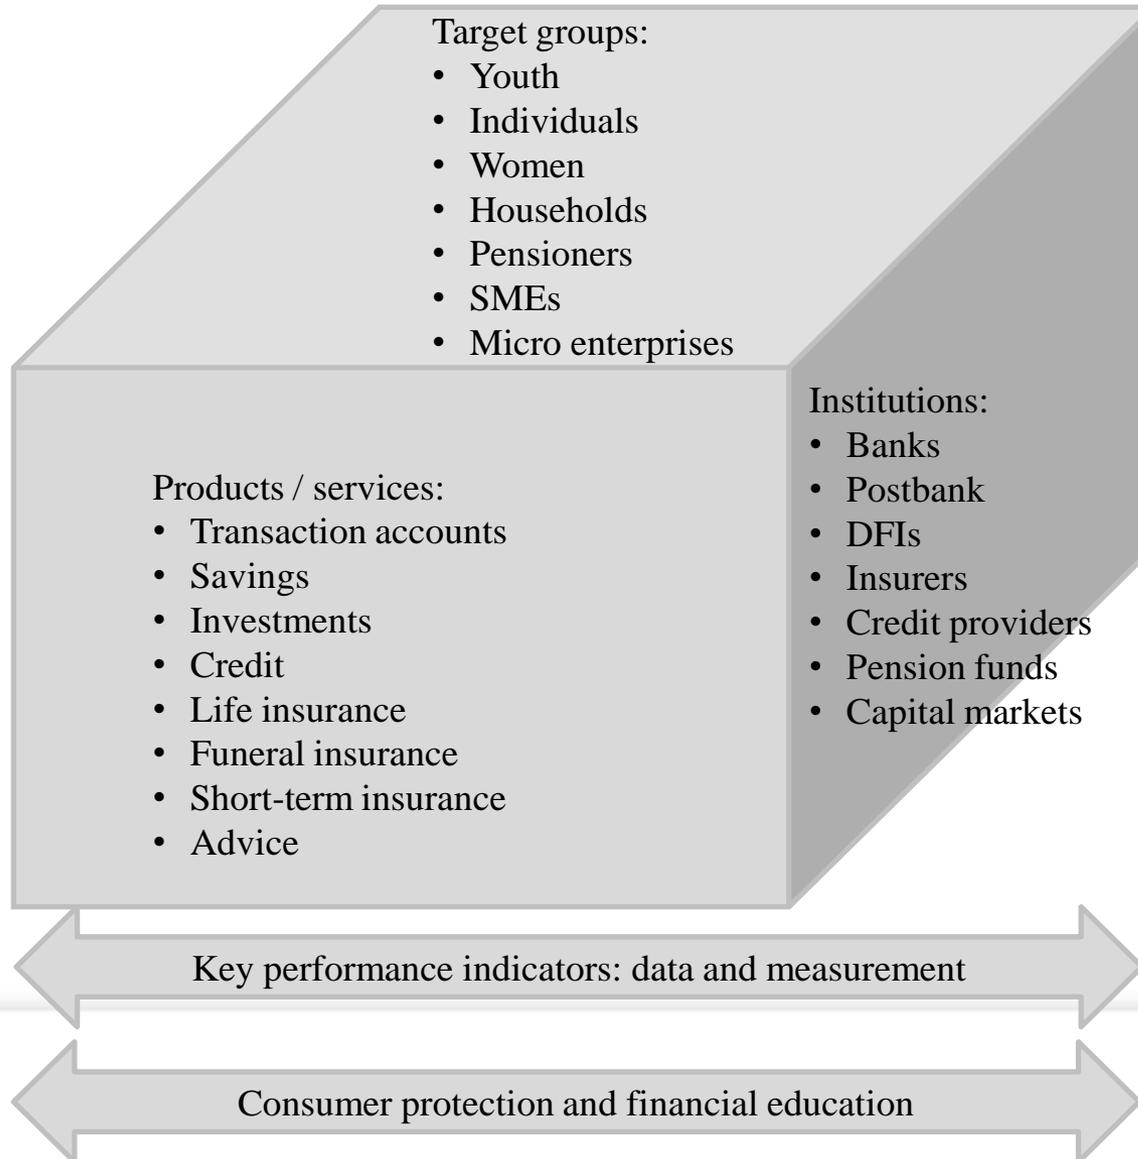 Target groups:
• Youth
• Individuals
• Women
• Households
• Pensioners
• SMEs
• Micro enterprises
Institutions:
• Banks
• Postbank
• DFIs
• Insurers
• Credit providers
• Pension funds
• Capital markets
Products / services:
• Transaction accounts
• Savings
• Investments
• Credit
• Life insurance
• Funeral insurance
• Short-term insurance
• Advice
Key performance indicators: data and measurement
Consumer protection and financial education